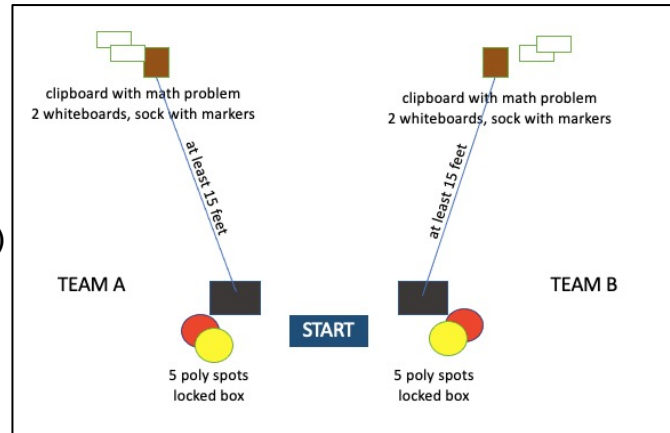 clipboard with math problem
2 whiteboards, sock with markers
clipboard with math problem
2 whiteboards, sock with markers
at least 15 feet
at least 15 feet
TEAM A
TEAM B
START
5 poly spots
locked box
5 poly spots
locked box
)